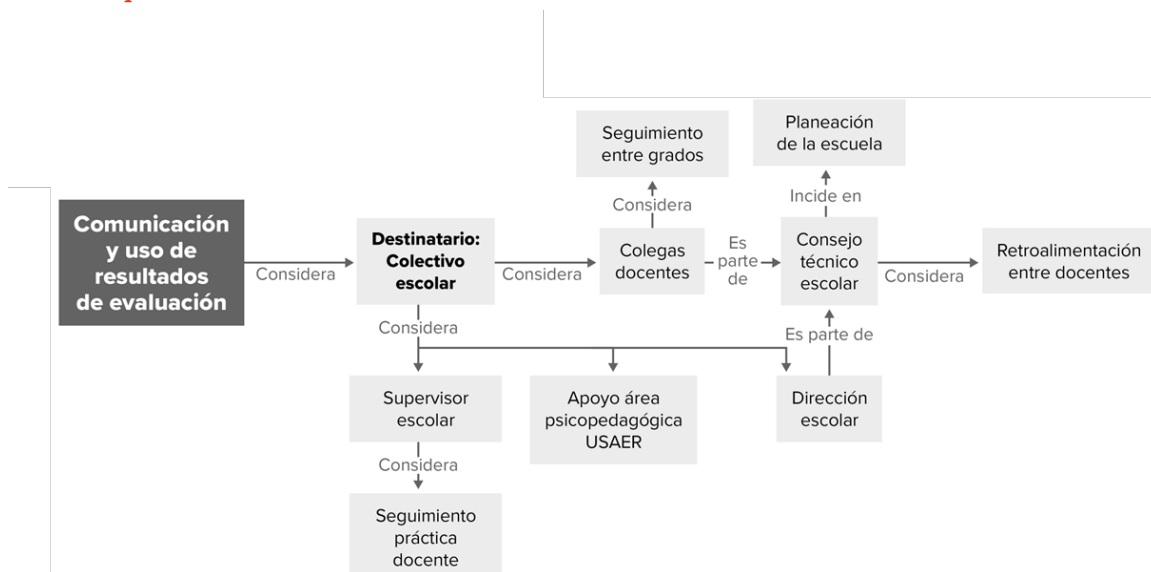 Comunicación
y uso de
resultados
de evaluación
Considera
Destinatario:
Colectivo
escolar
Considera
Colegas
docentes
Considera
Seguimiento
entre grados
Es
parte
de
Consejo
técnico
escolar
Incide en
Planeación
de la escuela
Considera
Retroalimentación
entre docentes
Considera
Supervisor
escolar
Apoyo área
psicopedagógica
USAER
Dirección
escolar
Es parte de
Considera
Seguimiento
práctica
docente